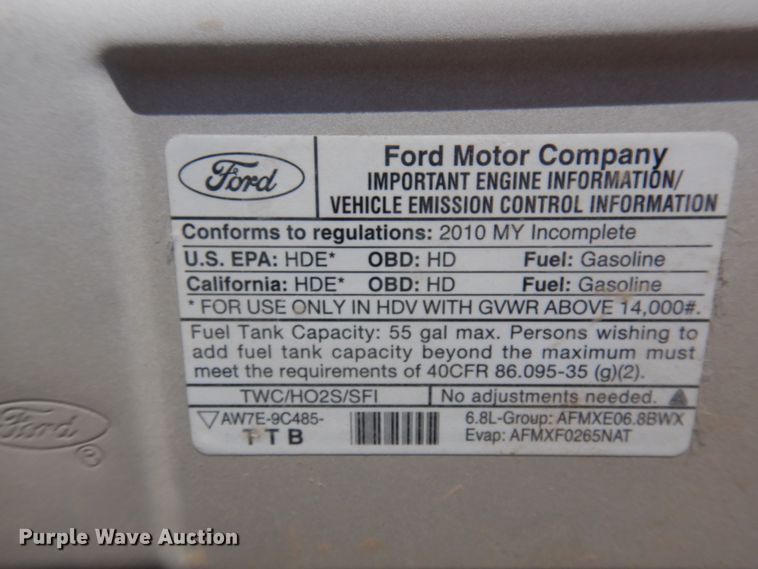 Ford
Ford Motor Company
IMPORTANT ENGINE INFORMATION/
VEHICLE EMISSION CONTROL INFORMATION
Conforms to regulations: 2010 MY Incomplete
U.S. EPA: HDE* OBD: HD Fuel: Gasoline
California: HDE* OBD: HD Fuel: Gasoline
* FOR USE ONLY IN HDV WITH GVWR ABOVE 14,000#.
Fuel Tank Capacity: 55 gal max. Persons wishing to
add fuel tank capacity beyond the maximum must
meet the requirements of 40CFR 86.095-35 (g)(2).
TWC/HO2S/SFI No adjustments needed.
AW7E-9C485- 6.8L-Group: AFMXE06.8BWX
T T B Evap: AFMXF0265NAT
Ford
©
Purple Wave Auction